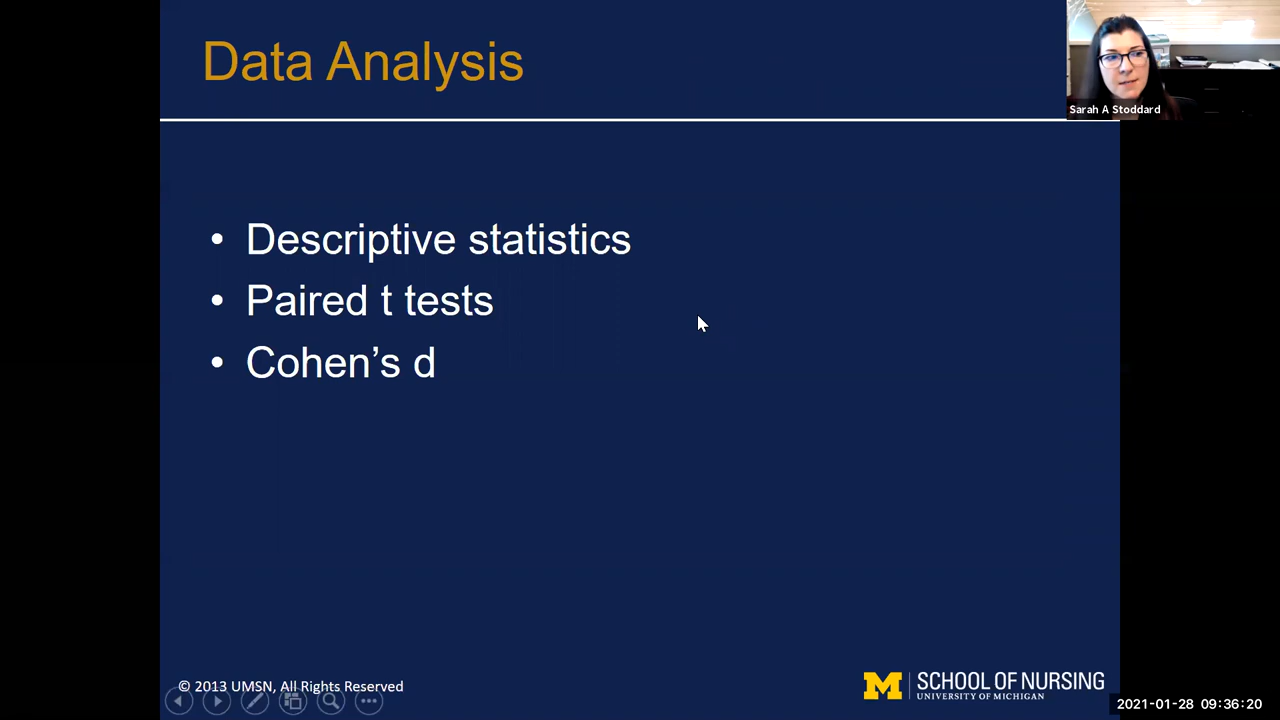 Data Analysis
Sarah A Stoddard
• Descriptive statistics
• Paired t tests
• Cohen’s d
© 2013 UMSN, All Rights Reserved
M SCHOOL OF NURSING
UNIVERSITY OF MICHIGAN
2021-01-28 09:36:20